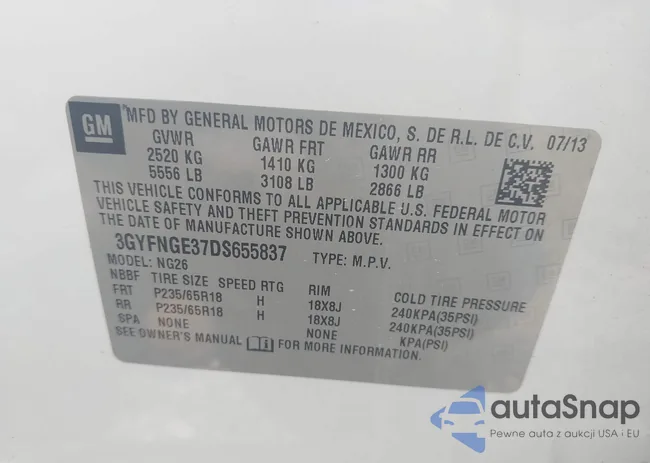 GM
MFD BY GENERAL MOTORS DE MEXICO, S. DE R.L. DE C.V. 07/13
GVWR GAWR FRT GAWR RR
2520 KG 1410 KG 1300 KG
5556 LB 3108 LB 2866 LB
THIS VEHICLE CONFORMS TO ALL APPLICABLE U.S. FEDERAL MOTOR
VEHICLE SAFETY AND THEFT PREVENTION STANDARDS IN EFFECT ON
THE DATE OF MANUFACTURE SHOWN ABOVE.
3GYFNGE37DS655837 TYPE: M.P.V.
MODEL: NG26
NBBF TIRE SIZE SPEED RTG RIM COLD TIRE PRESSURE
FRT P235/65R18 H 18X8J 240KPA(35PSI)
RR P235/65R18 H 18X8J 240KPA(35PSI)
SPA NONE NONE KPA(PSI)
SEE OWNER'S MANUAL FOR MORE INFORMATION.
autoSnap
Pewne auta z aukcji USA i EU